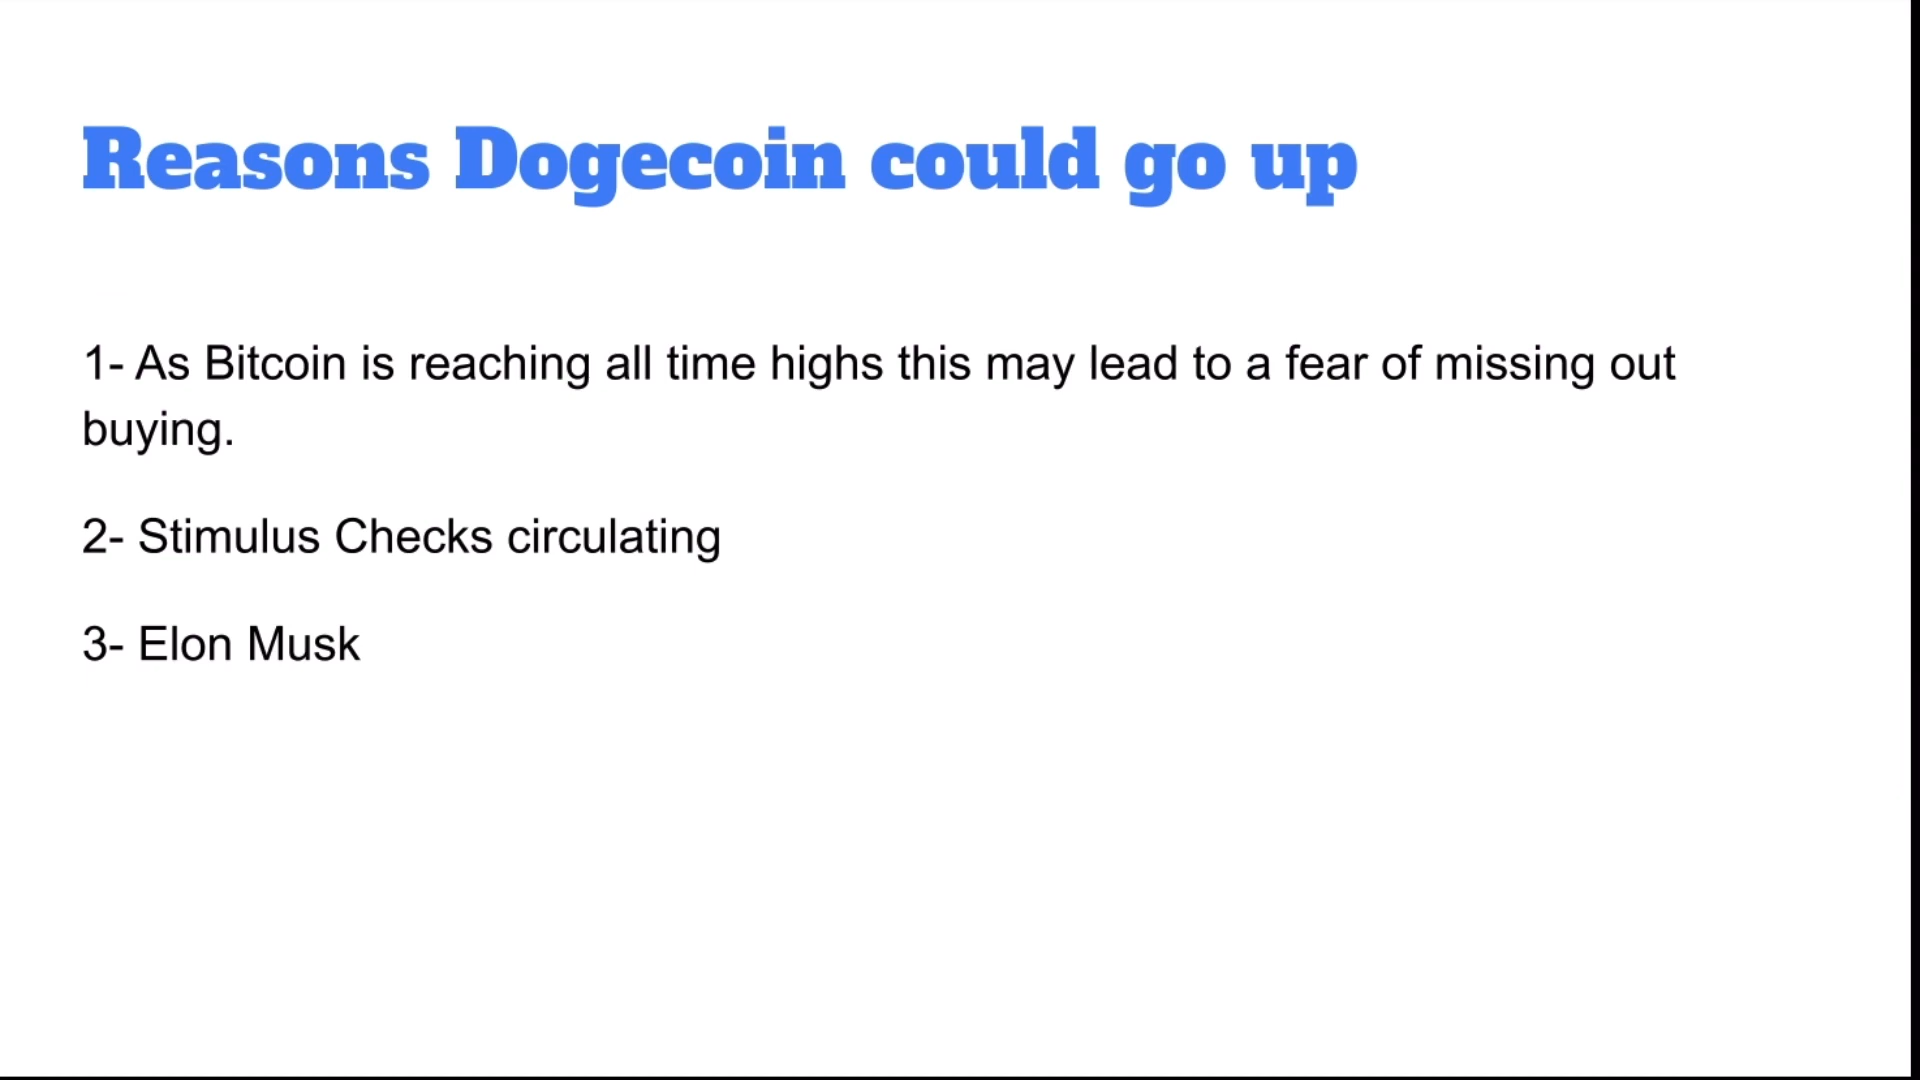 Reasons Dogecoin could go up
1- As Bitcoin is reaching all time highs this may lead to a fear of missing out
buying.
2- Stimulus Checks circulating
3- Elon Musk